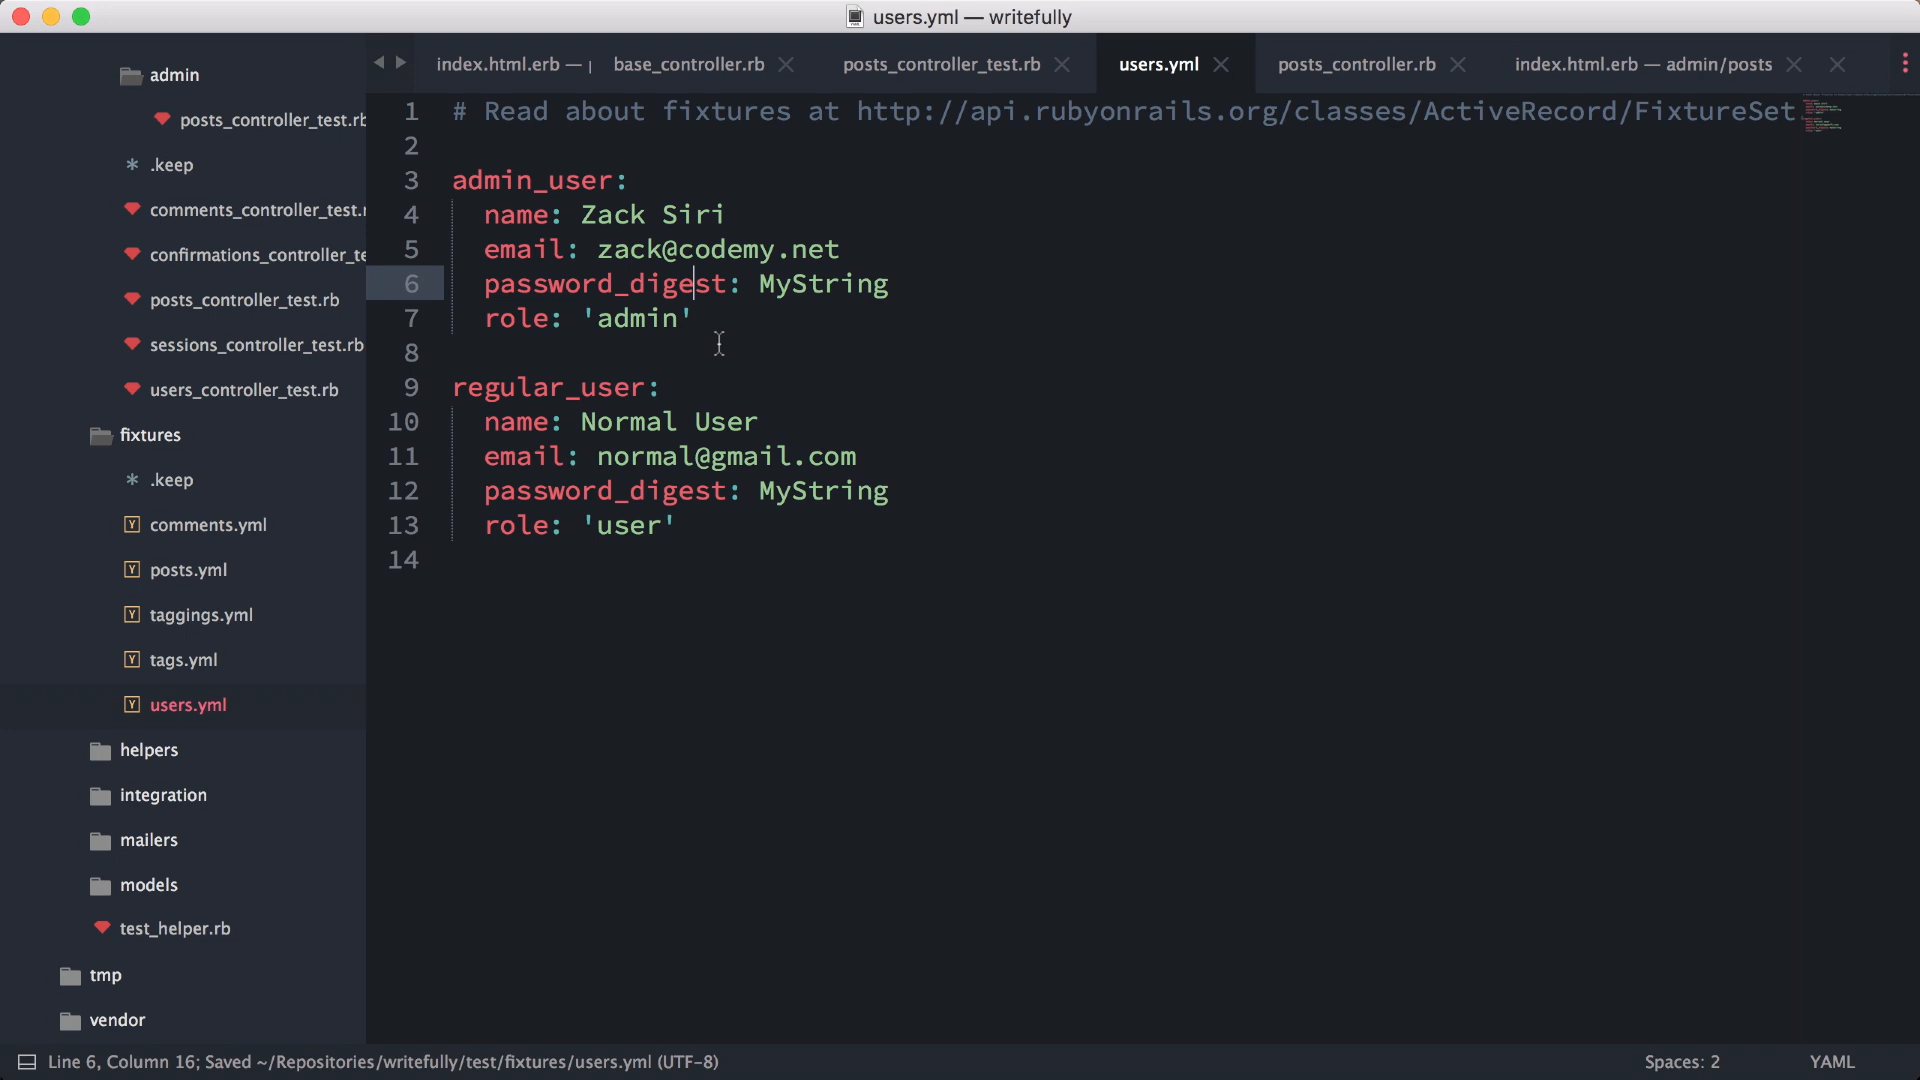 users.yml — writefully
admin
posts_controller_test.rb
.keep
comments_controller_test.r
confirmations_controller_te
posts_controller_test.rb
sessions_controller_test.rb
users_controller_test.rb
fixtures
.keep
comments.yml
posts.yml
taggings.yml
tags.yml
users.yml
helpers
integration
mailers
models
test_helper.rb
tmp
vendor
index.html.erb — p base_controller.rb posts_controller_test.rb users.yml posts_controller.rb index.html.erb — admin/posts
1 # Read about fixtures at http://api.rubyonrails.org/classes/ActiveRecord/FixtureSet
2
3 admin_user:
4 name: Zack Siri
5 email: zack@codemy.net
6 password_digest: MyString
7 role: 'admin'
8
9 regular_user:
10 name: Normal User
11 email: normal@gmail.com
12 password_digest: MyString
13 role: 'user'
14
Line 6, Column 16; Saved ~/Repositories/writefully/test/fixtures/users.yml (UTF-8) Spaces: 2 YAML